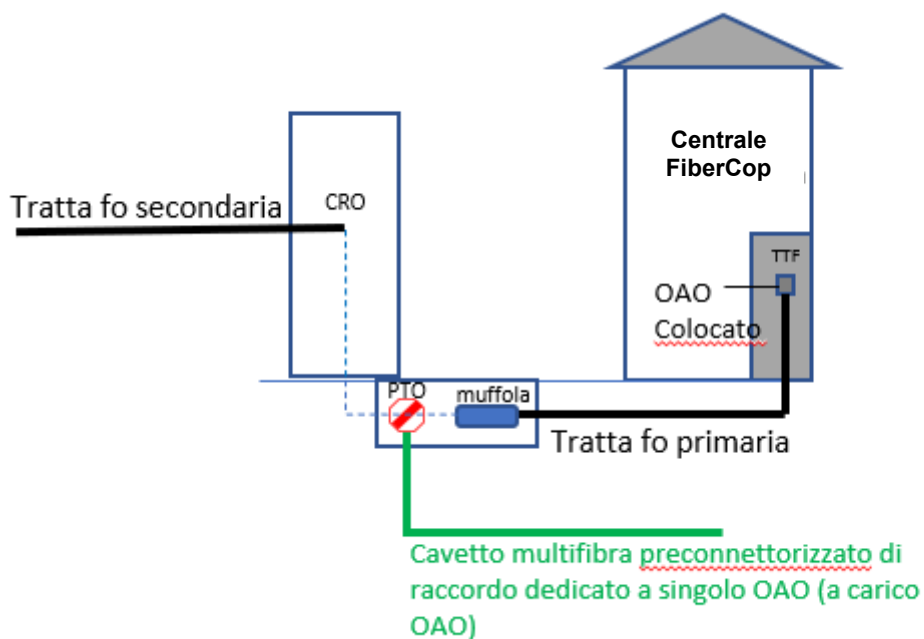 Centrale
FiberCop
Tratta fo secondaria
CRO
TTF
OAO
Colocato
PTO
muffola
Tratta fo primaria
Cavetto multifibra preconnettorizzato di
raccordo dedicato a singolo OAO (a carico
OAO)